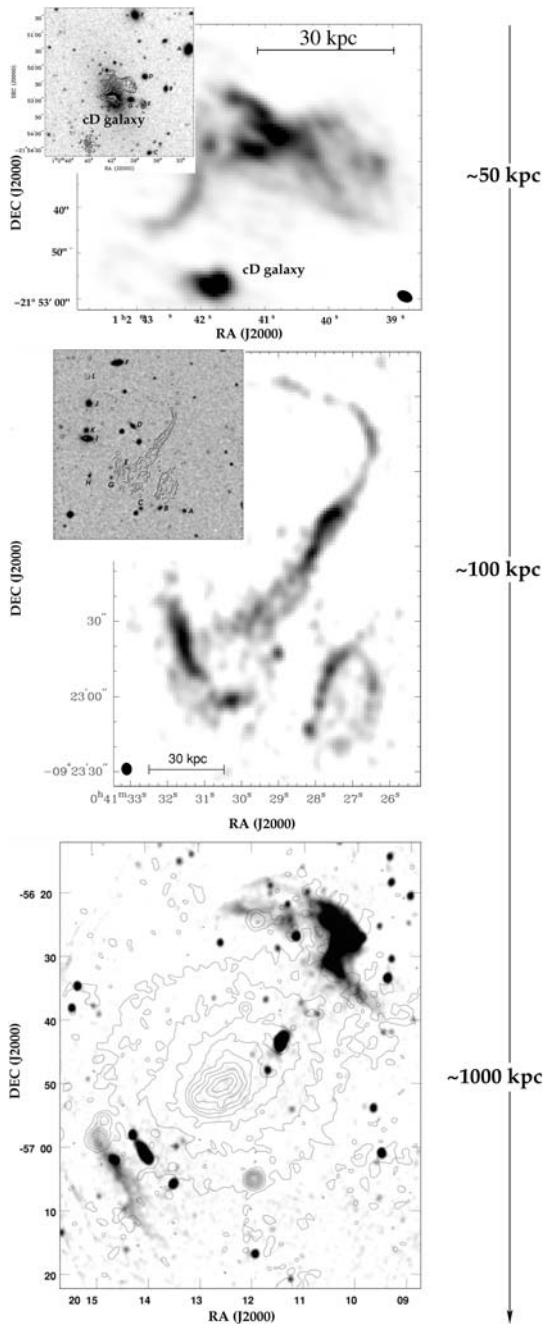 30 kpc
cD galaxy
DEC (J2000)
40"
50"
-21° 53' 00"
cD galaxy
42 s
41 s
40 s
39 s
RA (J2000)
~50 kpc
DEC (J2000)
30"
23'00"
-09°23'30"
30 kpc
0h41m33s 32s 31s 30s 29s 28s 27s 26s
RA (J2000)
~100 kpc
DEC (J2000)
-56 20
30
40
50
-57 00
10
20
20 15 14 13 12 11 10 09
RA (J2000)
~1000 kpc